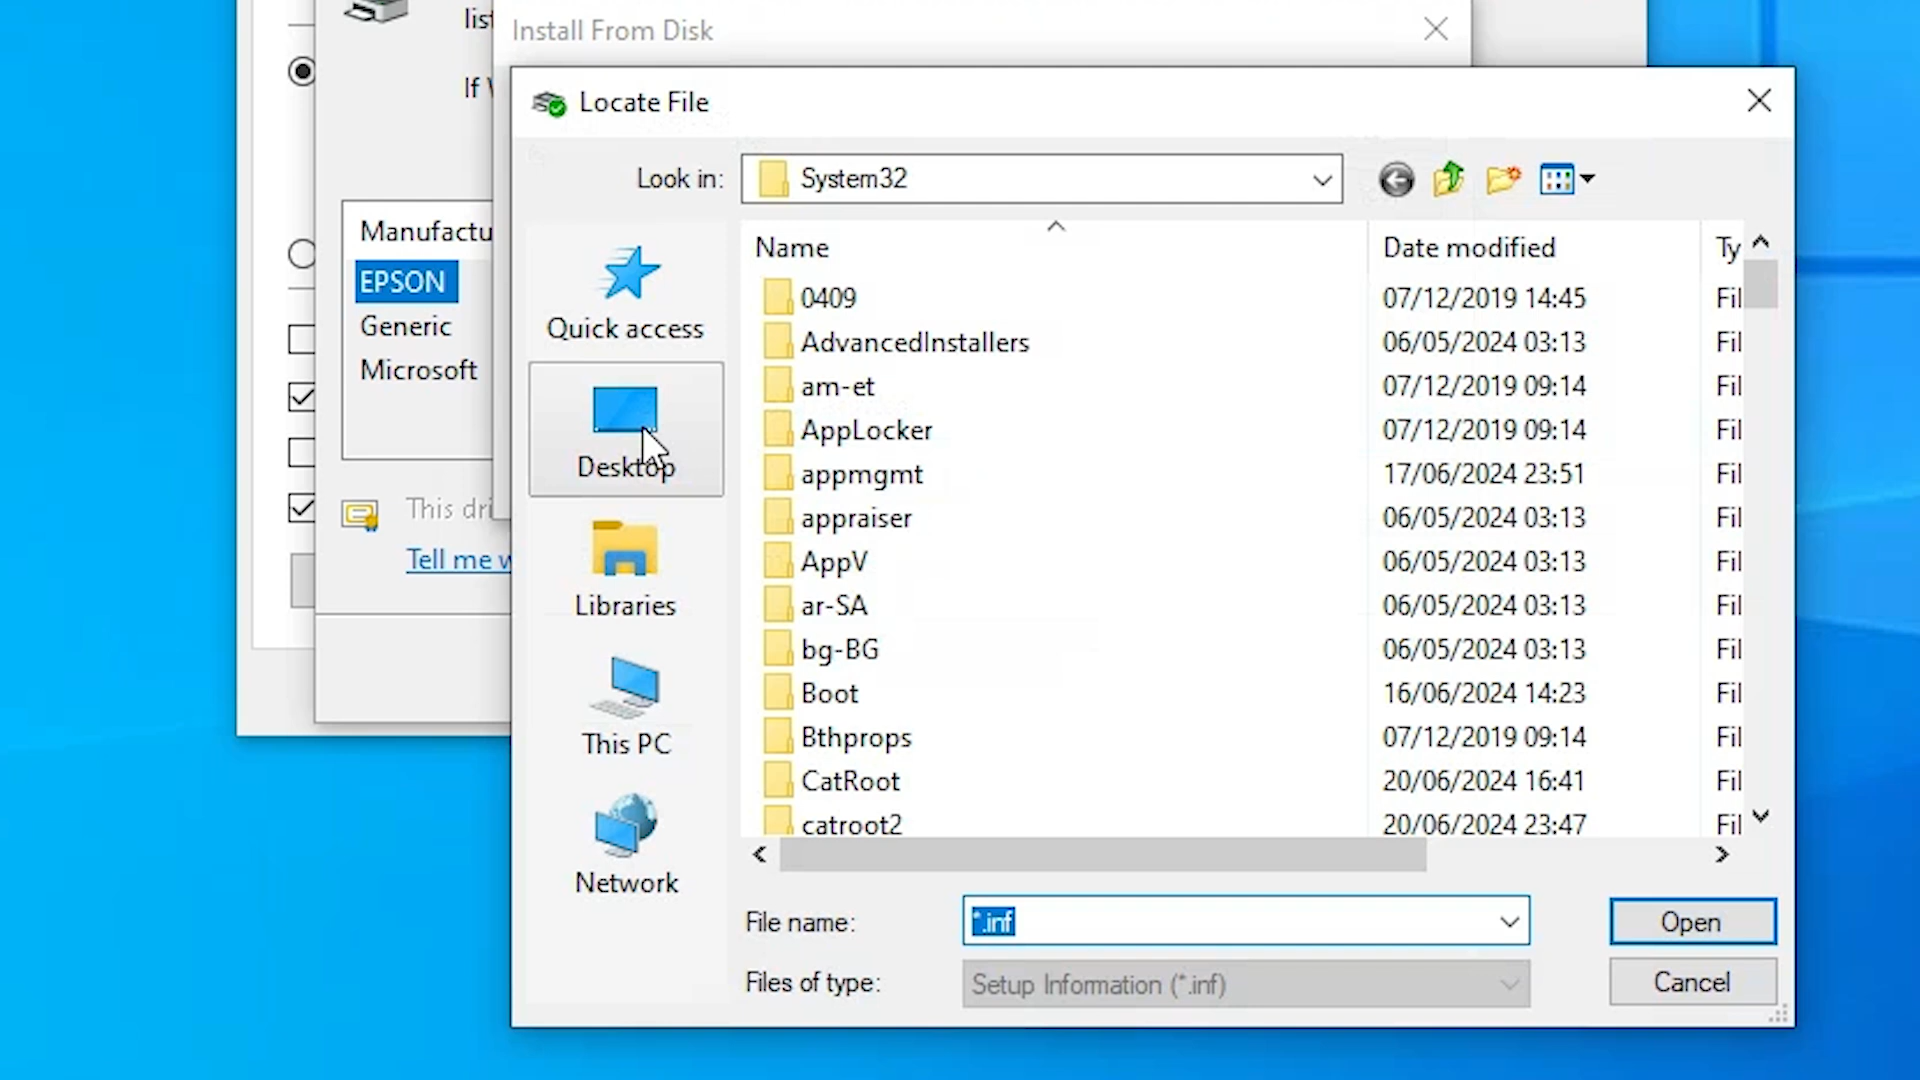 lis
Install From Disk
If
Locate File
Look in:
System32
Manufactu
EPSON
Generic
Microsoft
This dri
Tell me w
Quick access
Desktop
Libraries
This PC
Network
Name Date modified Ty
0409 07/12/2019 14:45 Fil
AdvancedInstallers 06/05/2024 03:13 Fil
am-et 07/12/2019 09:14 Fil
AppLocker 07/12/2019 09:14 Fil
appmgmt 17/06/2024 23:51 Fil
appraiser 06/05/2024 03:13 Fil
AppV 06/05/2024 03:13 Fil
ar-SA 06/05/2024 03:13 Fil
bg-BG 06/05/2024 03:13 Fil
Boot 16/06/2024 14:23 Fil
Bthprops 07/12/2019 09:14 Fil
CatRoot 20/06/2024 16:41 Fil
catroot2 20/06/2024 23:47 Fil
File name: *.inf Open
Files of type: Setup Information (*.inf) Cancel